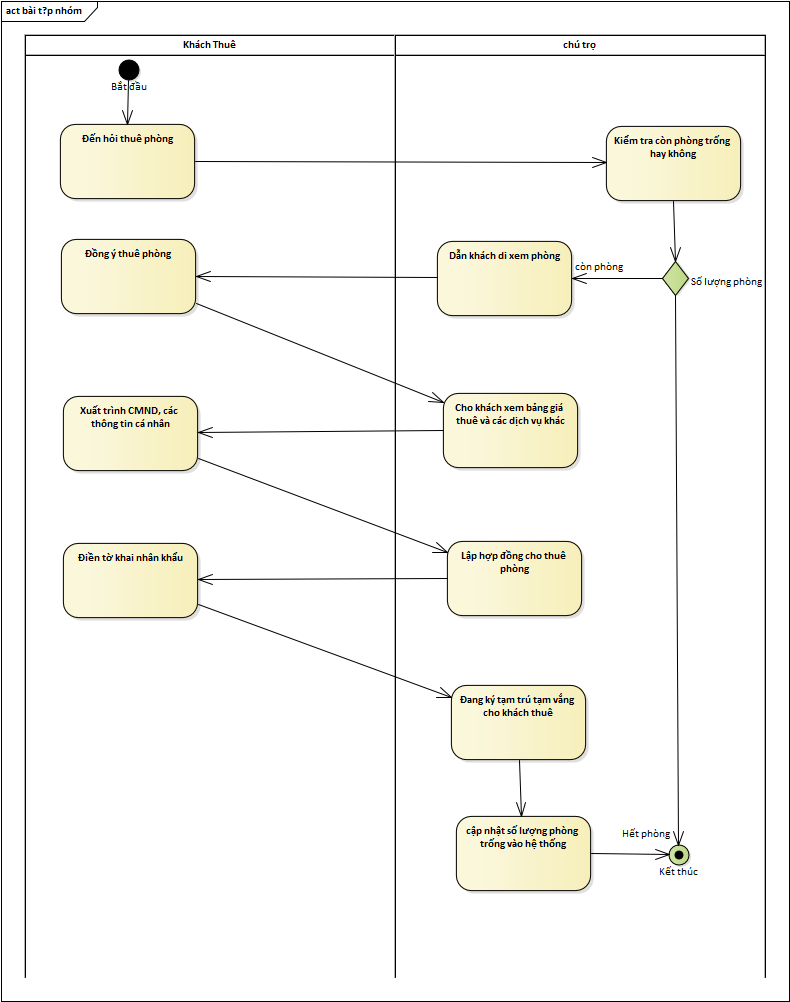 act bài t?p nhóm
Khách Thuê
chú trọ
Bắt đầu
Đến hỏi thuê phòng
Kiểm tra còn phòng trống
hay không
Đồng ý thuê phòng
Dẫn khách di xem phòng
còn phòng
Số lượng phòng
Xuất trình CMND, các
thông tin cá nhân
Cho khách xem bảng giá
thuê và các dịch vụ khác
Điền tờ khai nhân khẩu
Lập hợp đồng cho thuê
phòng
Đang ký tạm trú tạm vắng
cho khách thuê
cập nhật số lượng phòng
trống vào hệ thống
Hết phòng
Kết thúc